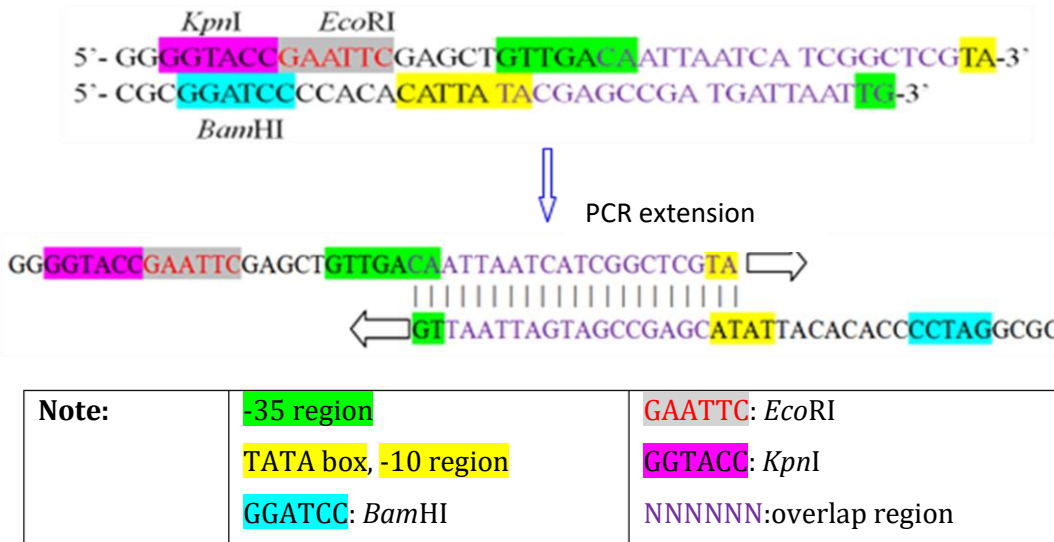 KpnI EcoRI
5`- GGGGTACCGAATTCGAGCTGTTGACAATTAATCA TCGGCTCGTA-3`
5`- CGCGGATCCCCACACATTA TACGAGCCGA TGATTAATTG-3`
BamHI
PCR extension
GGGGTACCGAATTCGAGCTGTTGACAATTAATCATCGGCTCGTA
GTTAATTAGTAGCCGAGCATATTACACACCCCTAGGCGC
Note: -35 region GAATTC: EcoRI
TATA box, -10 region GGTACC: KpnI
GGATCC: BamHI NNNNNN:overlap region